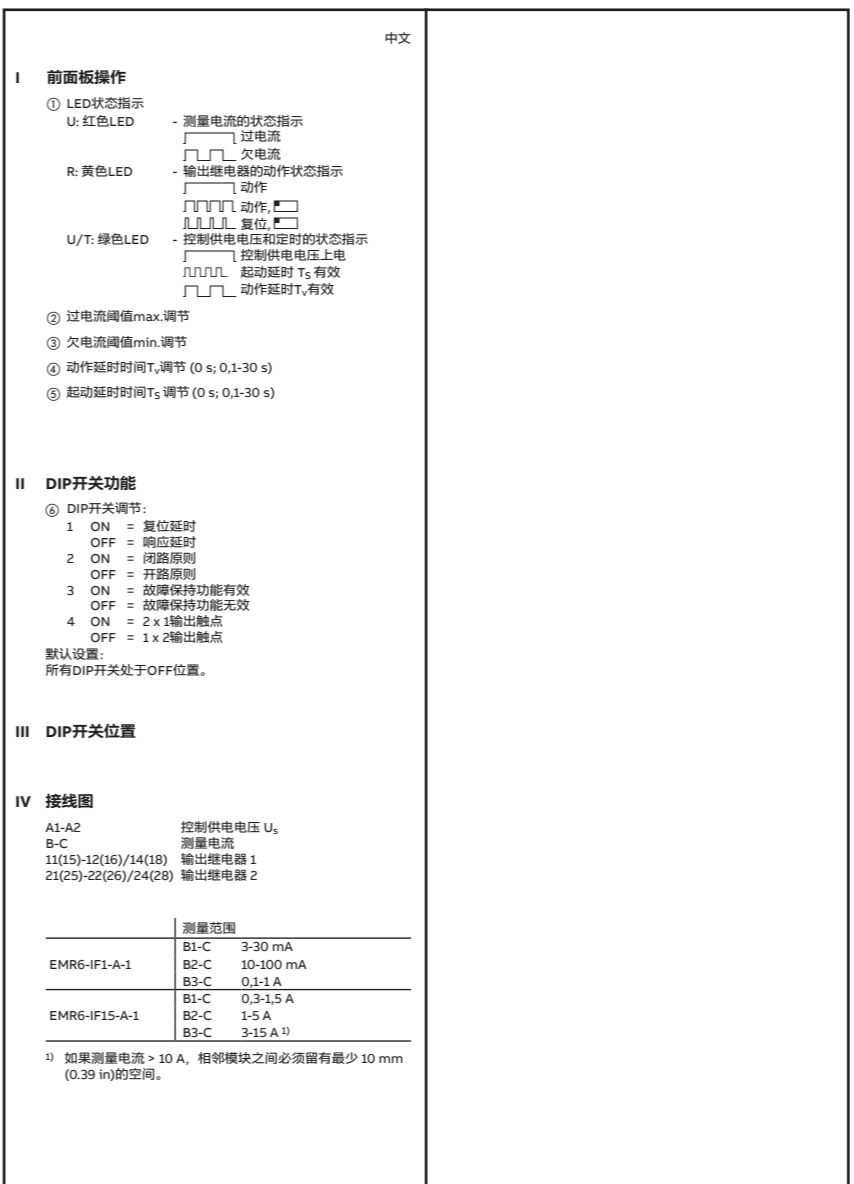 中文
I 前面板操作
① LED状态指示
U: 红色LED - 测量电流的状态指示
过电流
欠电流
R: 黄色LED - 输出继电器的动作状态指示
动作
动作,
复位,
U/T: 绿色LED - 控制供电电压和定时的状态指示
控制供电电压上电
起动延时 Ts 有效
动作延时Tv有效
② 过电流阈值max.调节
③ 欠电流阈值min.调节
④ 动作延时时间Tv调节 (0 s; 0,1-30 s)
⑤ 起动延时时间Ts 调节 (0 s; 0,1-30 s)
II DIP开关功能
⑥ DIP开关调节:
1 ON = 复位延时
OFF = 响应延时
2 ON = 闭路原则
OFF = 开路原则
3 ON = 故障保持功能有效
OFF = 故障保持功能无效
4 ON = 2 x 1输出触点
OFF = 1 x 2输出触点
默认设置:
所有DIP开关处于OFF位置。
III DIP开关位置
IV 接线图
A1-A2 控制供电电压 Us
B-C 测量电流
11(15)-12(16)/14(18) 输出继电器 1
21(25)-22(26)/24(28) 输出继电器 2
测量范围
B1-C 3-30 mA
EMR6-IF1-A-1 B2-C 10-100 mA
B3-C 0,1-1 A
B1-C 0,3-1,5 A
EMR6-IF15-A-1 B2-C 1-5 A
B3-C 3-15 A 1)
1) 如果测量电流 > 10 A, 相邻模块之间必须留有最少 10 mm
(0.39 in)的空间。